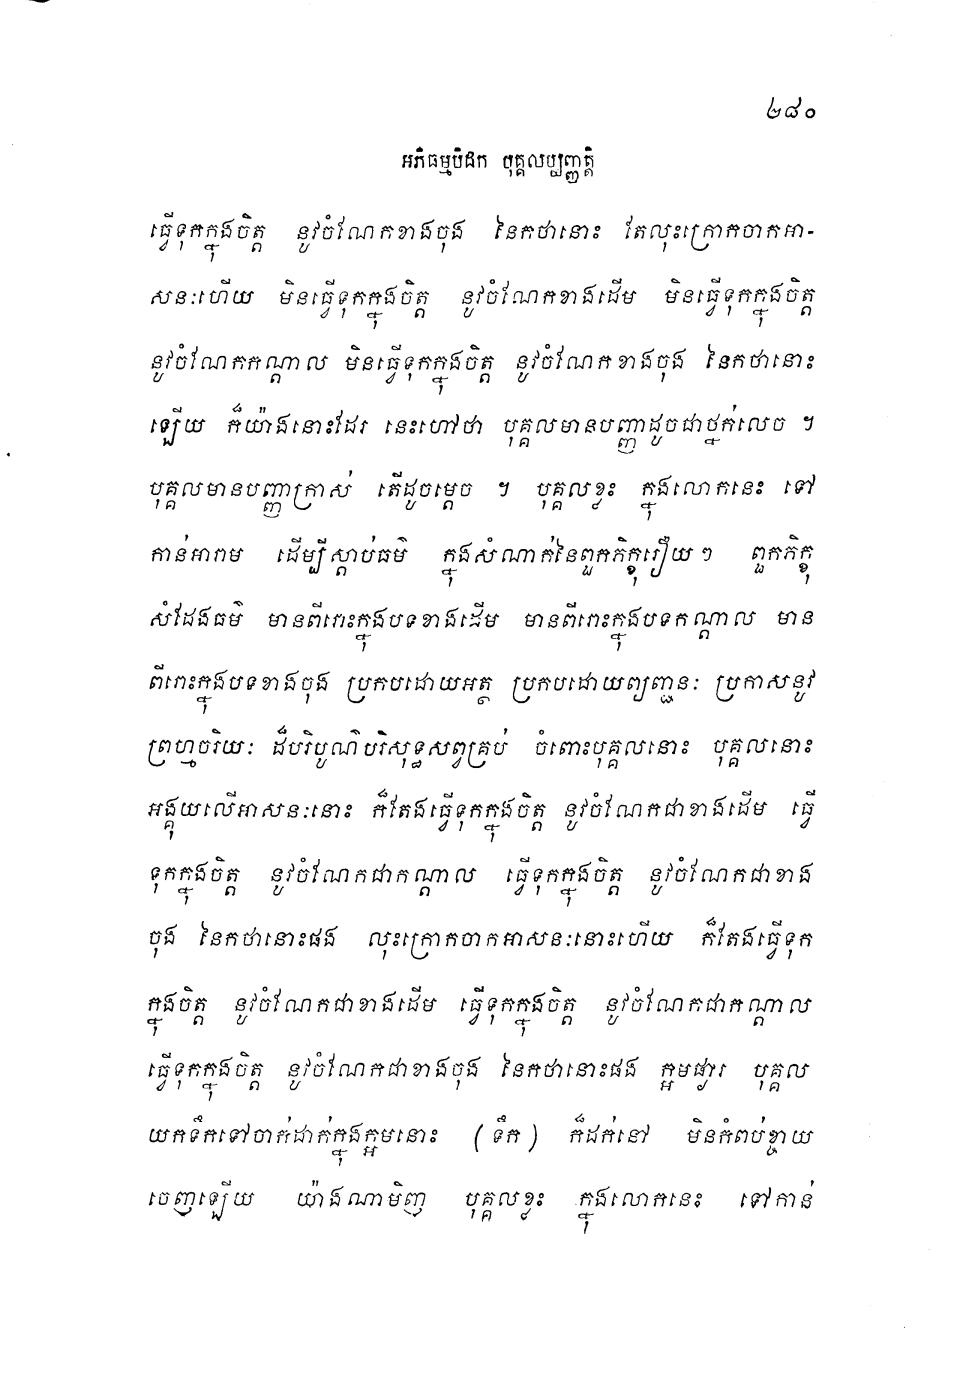 ២៨០
អភិធម្មបិដក បុគ្គលប្បញ្ញត្តិ
ធ្វើទុកក្នុងចិត្ត នូវចំណែកខាងចុង នៃកថានោះ តែលុះក្រោកចាកអា-
សនៈហើយ មិនធ្វើទុកក្នុងចិត្ត នូវចំណែកខាងដើម មិនធ្វើទុកក្នុងចិត្ត
នូវចំណែកកណ្តាល មិនធ្វើទុកក្នុងចិត្ត នូវចំណែកខាងចុង នៃកថានោះ
ឡើយ ក៏យ៉ាងនោះដែរ នេះហៅថា បុគ្គលមានបញ្ញាដូចជាថ្នក់លេច ។
បុគ្គលមានបញ្ញាក្រាស់ តើដូចម្តេច ។ បុគ្គលខ្លះ ក្នុងលោកនេះ ទៅ
កាន់អារាម ដើម្បីស្តាប់ធម៌ ក្នុងសំណាក់នៃពួកភិក្ខុរឿយៗ ពួកភិក្ខុ
សំដែងធម៌ មានពីរោះក្នុងបទខាងដើម មានពីរោះក្នុងបទកណ្តាល មាន
ពីរោះក្នុងបទខាងចុង ប្រកបដោយអត្ថ ប្រកបដោយព្យញ្ជនៈ ប្រកាសនូវ
ព្រហ្មចរិយៈ ដ៏បរិបូណ៌បរិសុទ្ធសព្វគ្រប់ ចំពោះបុគ្គលនោះ បុគ្គលនោះ
អង្គុយលើអាសនៈនោះ ក៏តែងធ្វើទុកក្នុងចិត្ត នូវចំណែកជាខាងដើម ធ្វើ
ទុកក្នុងចិត្ត នូវចំណែកជាកណ្តាល ធ្វើទុកក្នុងចិត្ត នូវចំណែកជាខាង
ចុង នៃកថានោះផង លុះក្រោកចាកអាសនៈនោះហើយ ក៏តែងធ្វើទុក
ក្នុងចិត្ត នូវចំណែកជាខាងដើម ធ្វើទុកក្នុងចិត្ត នូវចំណែកជាកណ្តាល
ធ្វើទុកក្នុងចិត្ត នូវចំណែកជាខាងចុង នៃកថានោះផង ក្អមផ្ងារ បុគ្គល
យកទឹកទៅចាក់ដាក់ក្នុងក្អមនោះ (ទឹក) ក៏ដក់នៅ មិនកំពប់ខ្ចាយ
ចេញឡើយ យ៉ាងណាមិញ បុគ្គលខ្លះ ក្នុងលោកនេះ ទៅកាន់